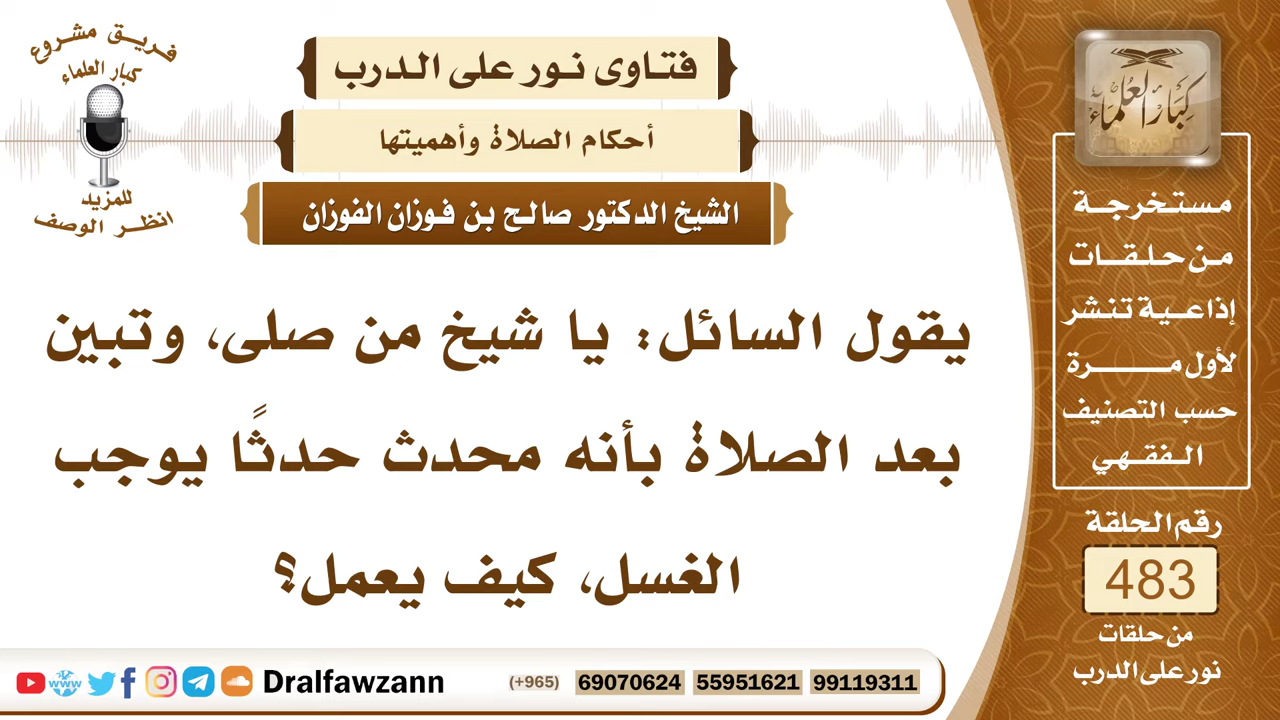 فريق مشروع
كبار العلماء
للمزيد
انظر الوصف
فتاوى نور على الدرب
أحكام الصلاة وأهميتها
الشيخ الدكتور صالح بن فوزان الفوزان
يقول السائل: يا شيخ من صلى، وتبين
بعد الصلاة بأنه محدث حدثًا يوجب
الغسل، كيف يعمل؟
كبار العلماء
مستخرجة
من حلقات
إذاعية تنشر
لأول مرة
حسب التصنيف
الفقهي
رقم الحلقة
483
من حلقات
نور على الدرب
www
Dralfawzann
(+965) 69070624 55951621 99119311